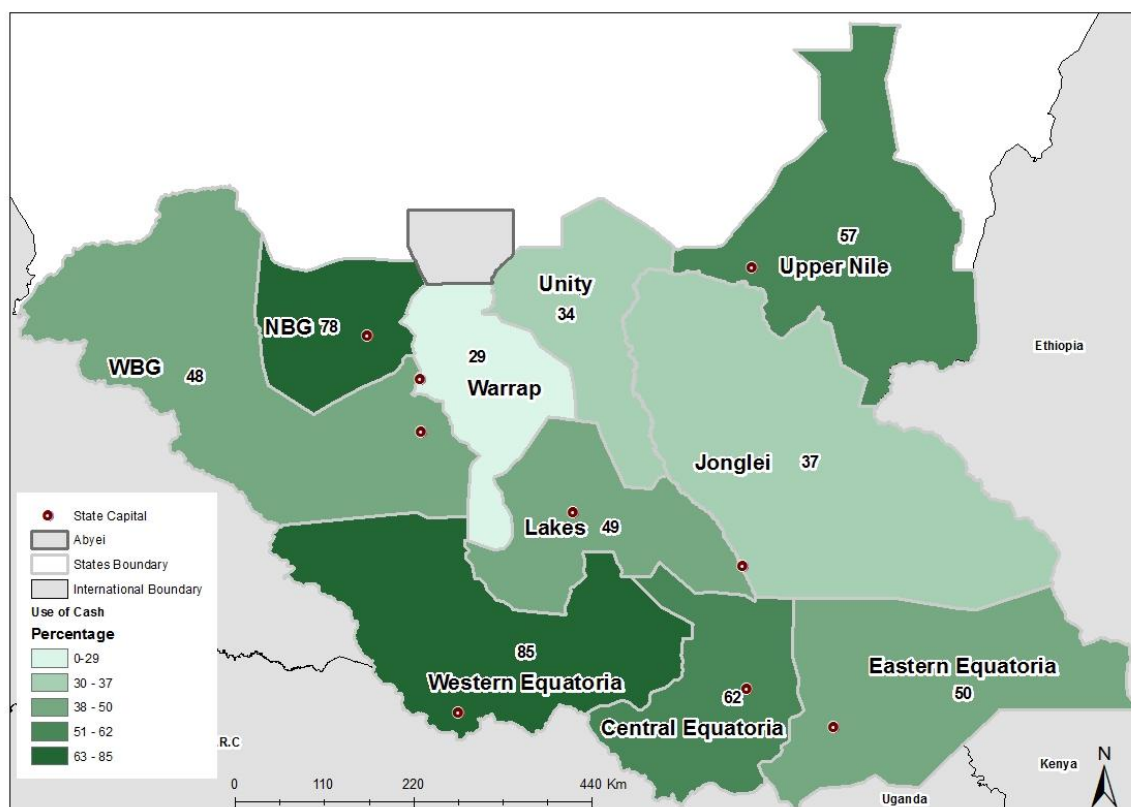 57
Upper Nile
Unity
34
NBG 78
Ethiopia
29
WBG
48
Warrap
Jonglei
37
Lakes
49
State Capital
Abyei
States Boundary
International Boundary
Use of Cash
Percentage
0-29
30 - 37
38 - 50
51 - 62
63 - 85
85
Western Equatoria
Eastern Equatoria
50
62
Central Equatoria
.R.C
Kenya
N
0 110 220 440 Km
Uganda